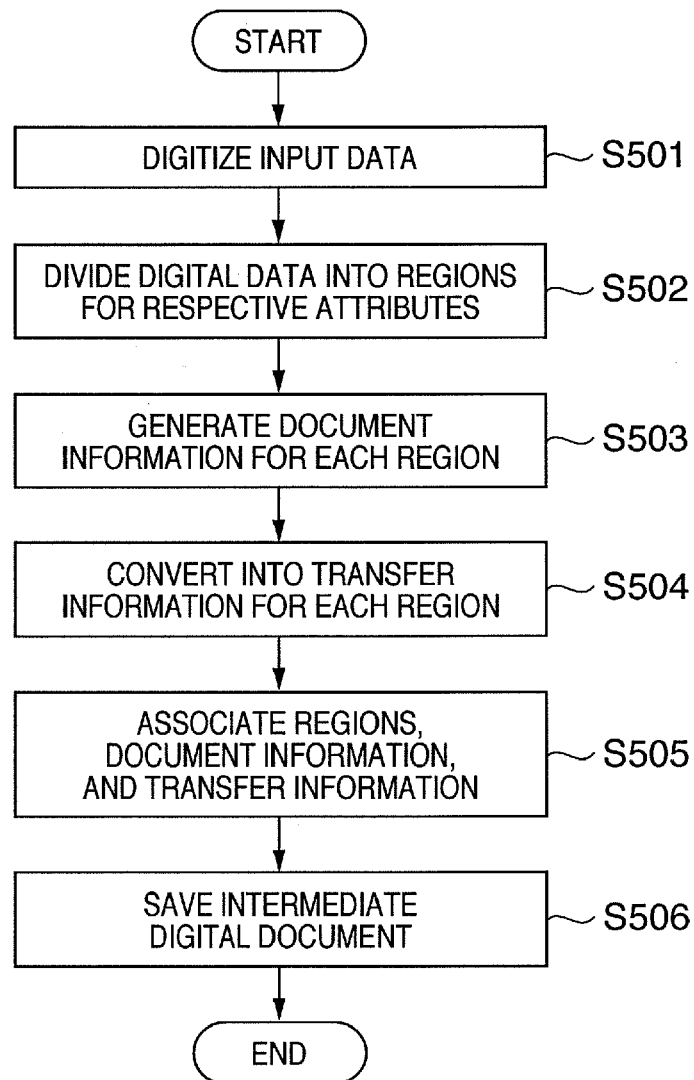 START
DIGITIZE INPUT DATA
S501
DIVIDE DIGITAL DATA INTO REGIONS
FOR RESPECTIVE ATTRIBUTES
S502
GENERATE DOCUMENT
INFORMATION FOR EACH REGION
S503
CONVERT INTO TRANSFER
INFORMATION FOR EACH REGION
S504
ASSOCIATE REGIONS,
DOCUMENT INFORMATION,
AND TRANSFER INFORMATION
S505
SAVE INTERMEDIATE
DIGITAL DOCUMENT
S506
END